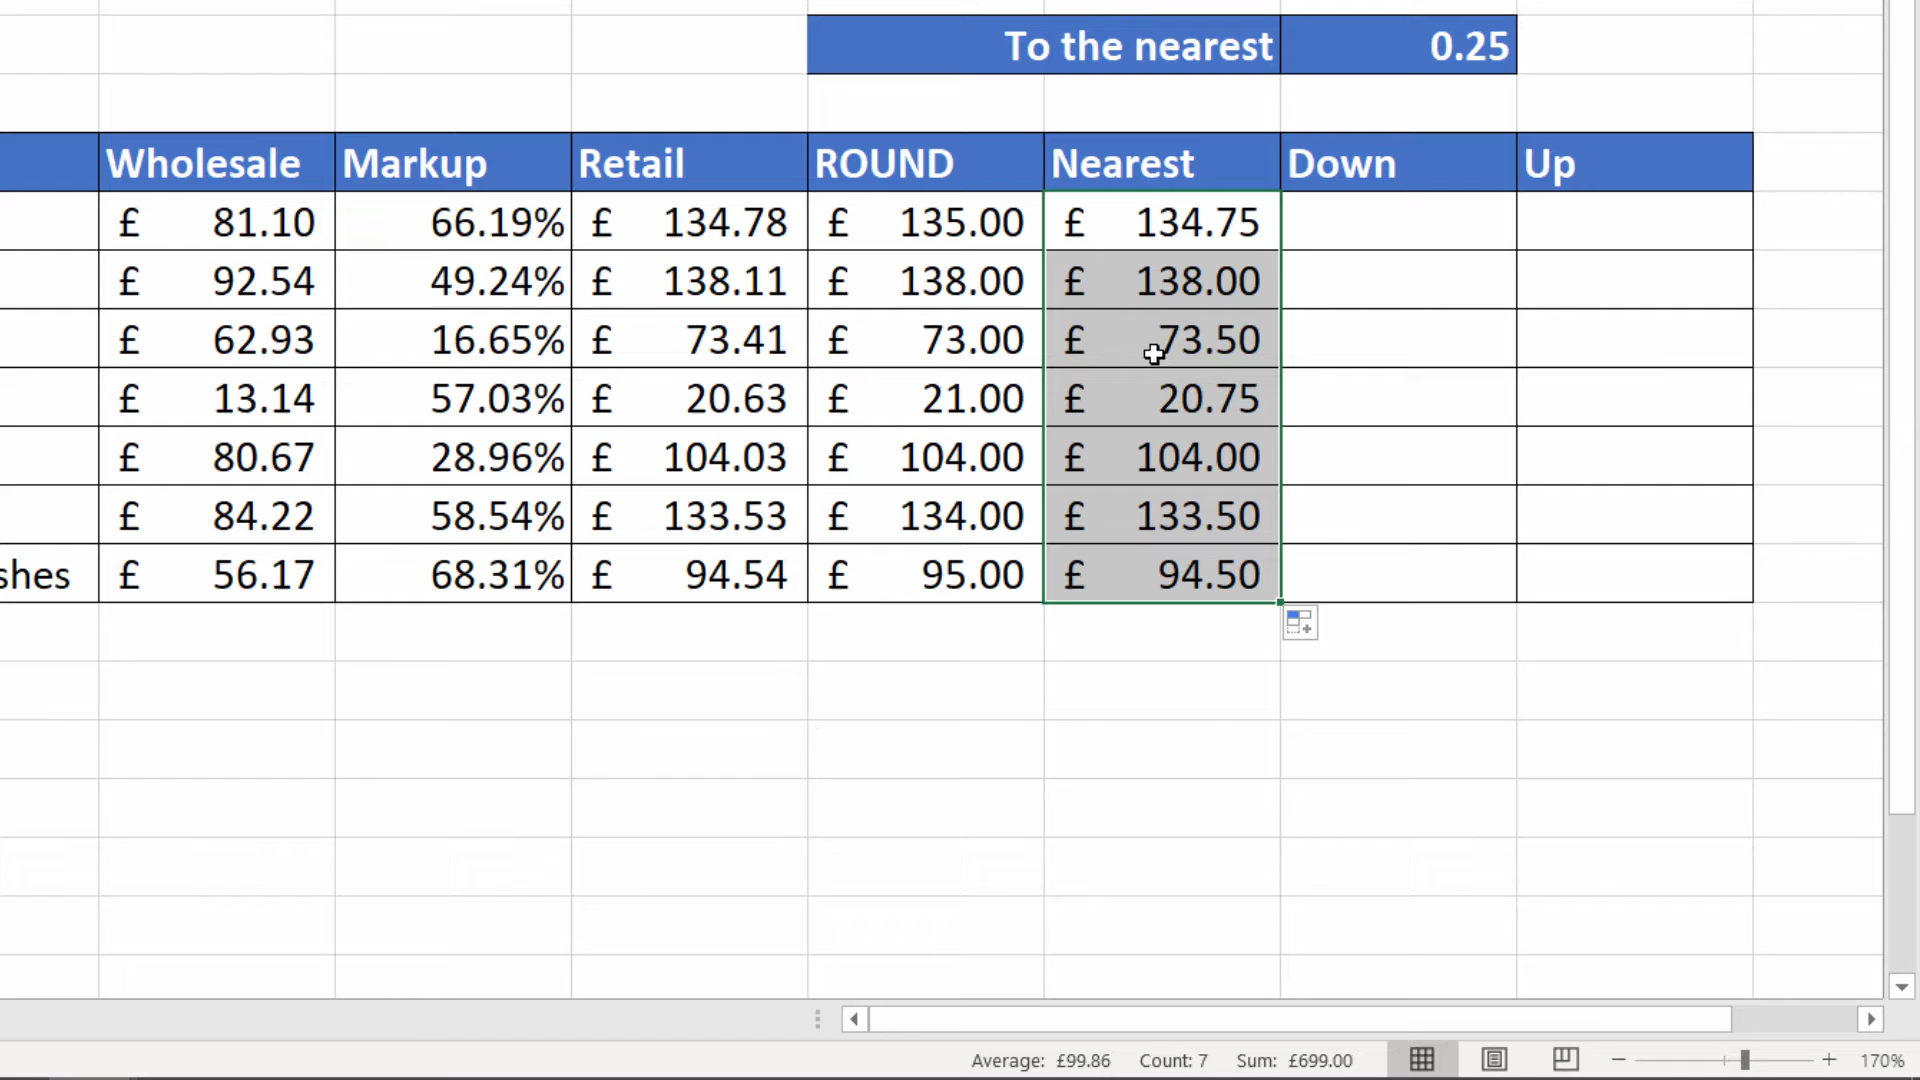 To the nearest 0.25
Wholesale Markup Retail ROUND Nearest Down Up
£ 81.10 66.19% £ 134.78 £ 135.00 £ 134.75
£ 92.54 49.24% £ 138.11 £ 138.00 £ 138.00
£ 62.93 16.65% £ 73.41 £ 73.00 £ 73.50
£ 13.14 57.03% £ 20.63 £ 21.00 £ 20.75
£ 80.67 28.96% £ 104.03 £ 104.00 £ 104.00
£ 84.22 58.54% £ 133.53 £ 134.00 £ 133.50
shes £ 56.17 68.31% £ 94.54 £ 95.00 £ 94.50
Average: £99.86 Count: 7 Sum: £699.00 170%